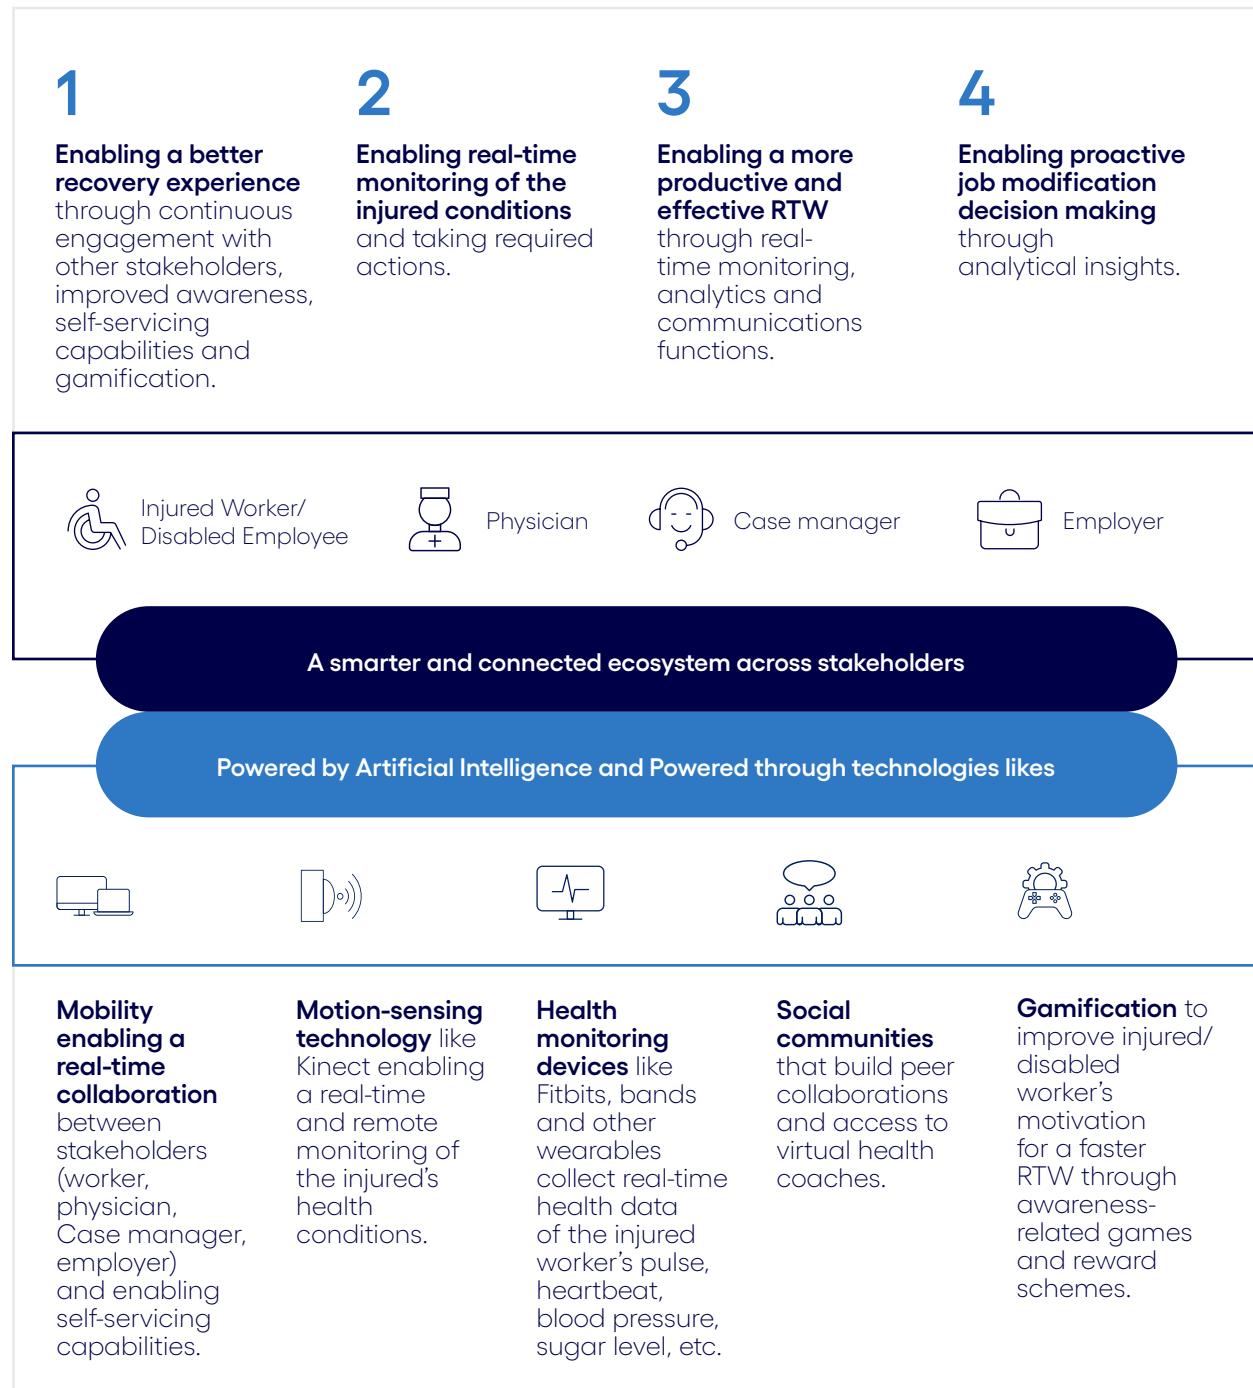 1
Enabling a better
recovery experience
through continuous
engagement with
other stakeholders,
improved awareness,
self-servicing
capabilities and
gamification.
2
Enabling real-time
monitoring of the
injured conditions
and taking required
actions.
3
Enabling a more
productive and
effective RTW
through real-
time monitoring,
analytics and
communications
functions.
4
Enabling proactive
job modification
decision making
through
analytical insights.
Injured Worker/
Disabled Employee
Physician
Case manager
Employer
A smarter and connected ecosystem across stakeholders
Powered by Artificial Intelligence and Powered through technologies likes
Mobility
enabling a
real-time
collaboration
between
stakeholders
(worker,
physician,
Case manager,
employer)
and enabling
self-servicing
capabilities.
Motion-sensing
technology like
Kinect enabling
a real-time
and remote
monitoring of
the injured's
health
conditions.
Health
monitoring
devices like
Fitbits, bands
and other
wearables
collect real-time
health data
of the injured
worker's pulse,
heartbeat,
blood pressure,
sugar level, etc.
Social
communities
that build peer
collaborations
and access to
virtual health
coaches.
Gamification to
improve injured/
disabled
worker's
motivation
for a faster
RTW through
awareness-
related games
and reward
schemes.